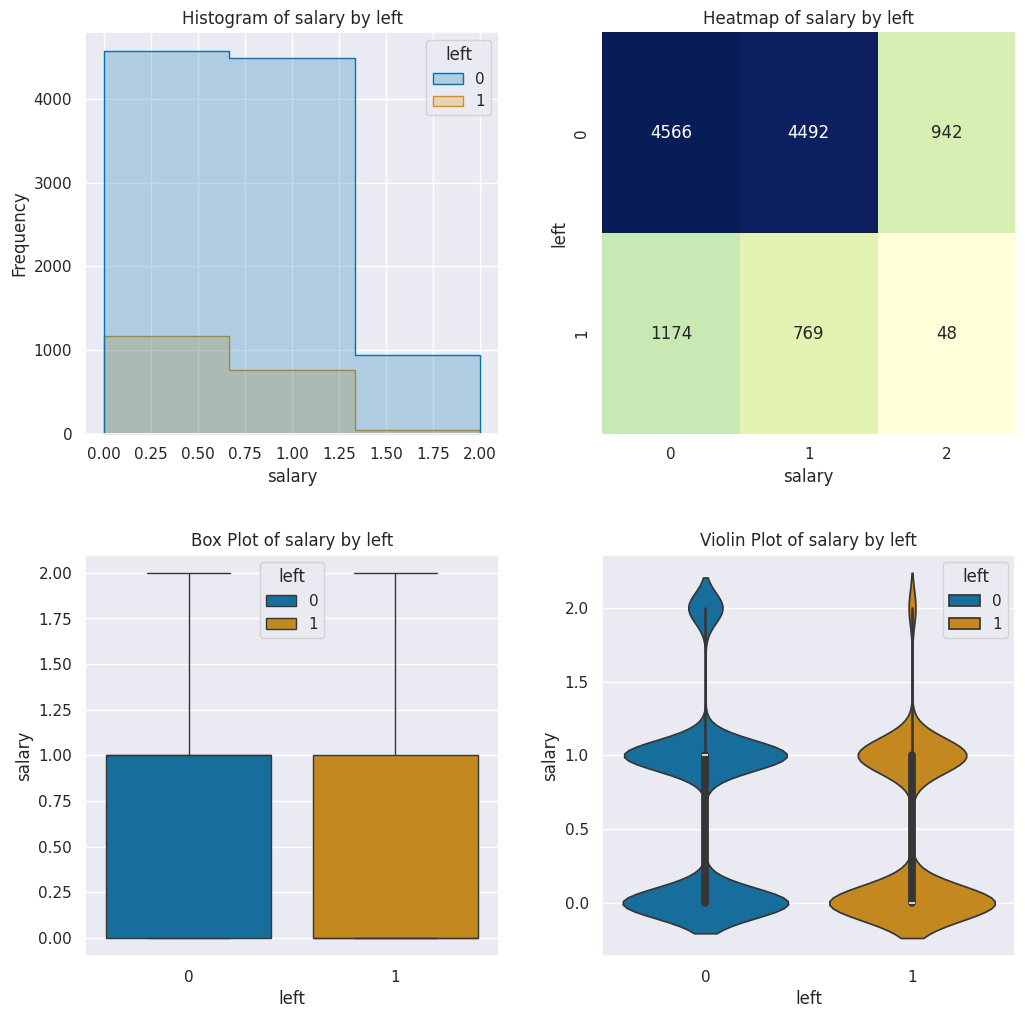 Histogram of salary by left
left
0
1
4000
3000
2000
1000
0
Frequency
0.00 0.25 0.50 0.75 1.00 1.25 1.50 1.75 2.00
salary
Heatmap of salary by left
4566 4492 942
1174 769 48
0
1
left
0 1 2
salary
Box Plot of salary by left
left
0
1
2.00
1.75
1.50
1.25
1.00
0.75
0.50
0.25
0.00
salary
0 1
left
Violin Plot of salary by left
left
0
1
2.0
1.5
1.0
0.5
0.0
salary
0 1
left